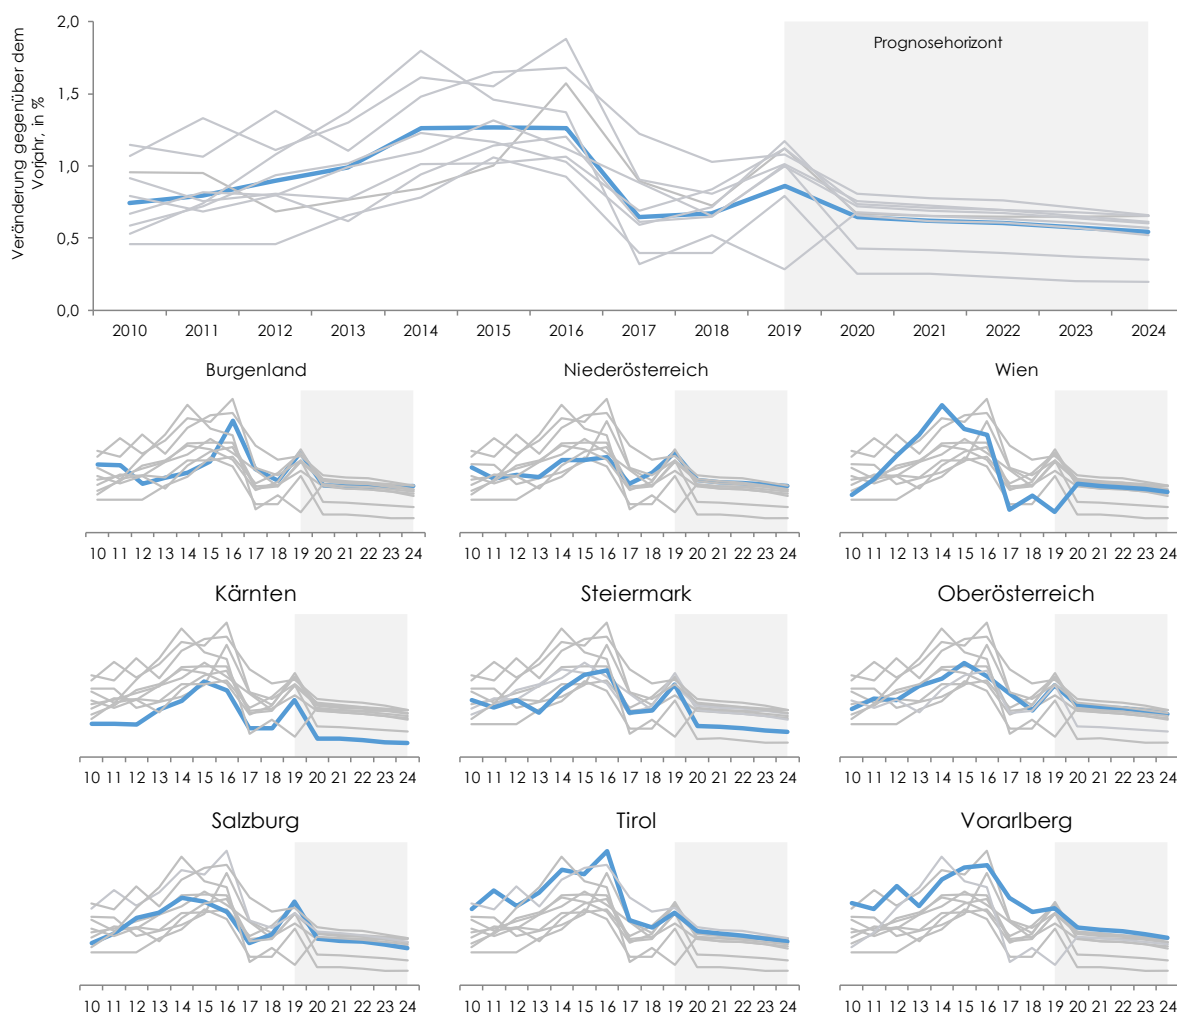 Veränderung gegenüber dem
Vorjahr, in %
2,0
1,5
1,0
0,5
0,0
Prognosehorizont
2010 2011 2012 2013 2014 2015 2016 2017 2018 2019 2020 2021 2022 2023 2024
Burgenland Niederösterreich Wien
10 11 12 13 14 15 16 17 18 19 20 21 22 23 24 10 11 12 13 14 15 16 17 18 19 20 21 22 23 24 10 11 12 13 14 15 16 17 18 19 20 21 22 23 24
Kärnten Steiermark Oberösterreich
10 11 12 13 14 15 16 17 18 19 20 21 22 23 24 10 11 12 13 14 15 16 17 18 19 20 21 22 23 24 10 11 12 13 14 15 16 17 18 19 20 21 22 23 24
Salzburg Tirol Vorarlberg
10 11 12 13 14 15 16 17 18 19 20 21 22 23 24 10 11 12 13 14 15 16 17 18 19 20 21 22 23 24 10 11 12 13 14 15 16 17 18 19 20 21 22 23 24